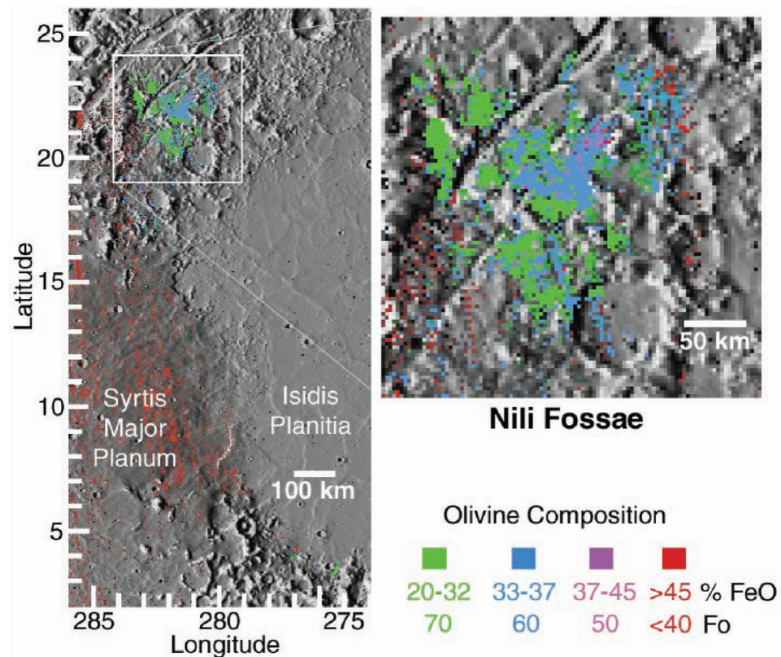 Latitude
25
20
15
10
5
285
280
275
Longitude
Syrtis
Major
Planum
Isidis
Planitia
100 km
50 km
Nili Fossae
Olivine Composition
20-32 33-37 37-45 >45 % FeO
70 60 50 <40 Fo